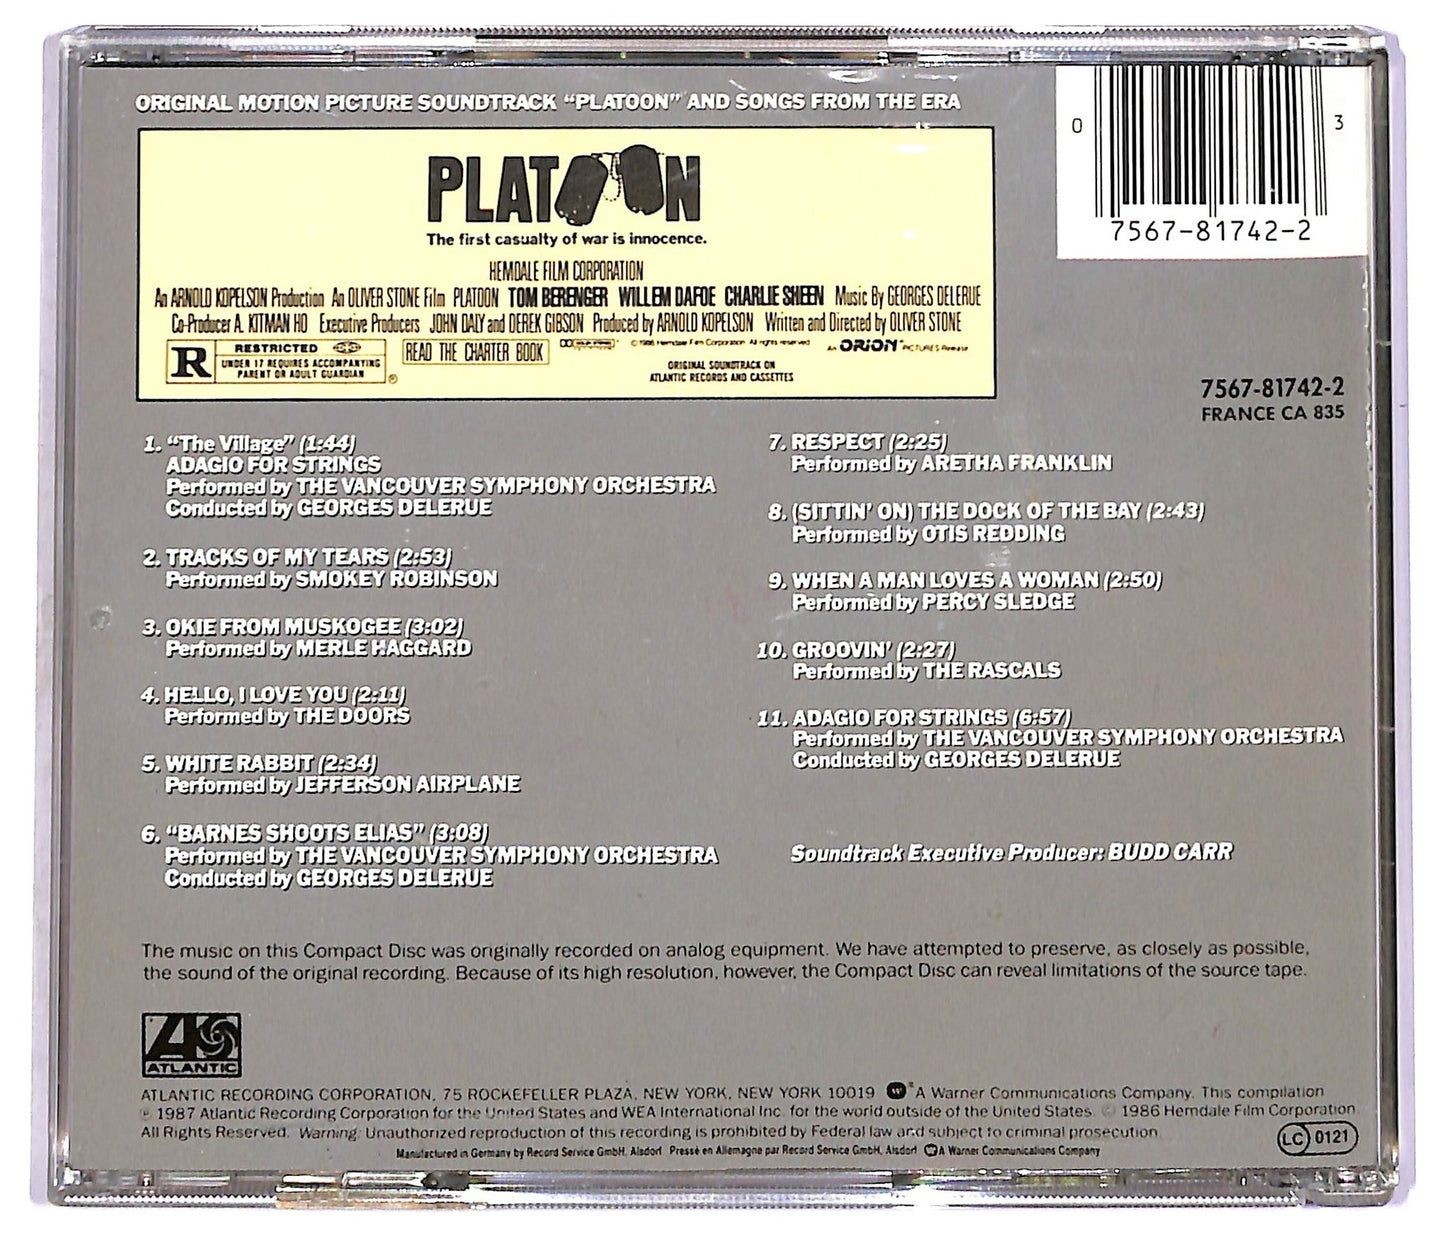 ORIGINAL MOTION PICTURE SOUNDTRACK “PLATOON” AND SONGS FROM THE ERA
0 3
7567-81742-2
PLATOON
The first casualty of war is innocence.
HEMDALE FILM CORPORATION
An ARNOLD KOPELSON Production An OLIVER STONE Film PLATOON TOM BERENGER WILLEM DAFOE CHARLIE SHEEN Music By GEORGES DELERUE
Co-Producer A. KITMAN HO Executive Producers JOHN DALY and DEREK GIBSON Produced by ARNOLD KOPELSON Written and Directed by OLIVER STONE
R RESTRICTED
UNDER 17 REQUIRES ACCOMPANYING
PARENT OR ADULT GUARDIAN ®
READ THE CHARTER BOOK
DOLBY STEREO © 1986 Hemdale Film Corporation All rights reserved
An ORION PICTURES Release
ORIGINAL SOUNDTRACK ON
ATLANTIC RECORDS AND CASSETTES
7567-81742-2
FRANCE CA 835
1. “The Village” (1:44)
ADAGIO FOR STRINGS
Performed by THE VANCOUVER SYMPHONY ORCHESTRA
Conducted by GEORGES DELERUE
2. TRACKS OF MY TEARS (2:53)
Performed by SMOKEY ROBINSON
3. OKIE FROM MUSKOGEE (3:02)
Performed by MERLE HAGGARD
4. HELLO, I LOVE YOU (2:11)
Performed by THE DOORS
5. WHITE RABBIT (2:34)
Performed by JEFFERSON AIRPLANE
6. “BARNES SHOOTS ELIAS” (3:08)
Performed by THE VANCOUVER SYMPHONY ORCHESTRA
Conducted by GEORGES DELERUE
7. RESPECT (2:25)
Performed by ARETHA FRANKLIN
8. (SITTIN’ ON) THE DOCK OF THE BAY (2:43)
Performed by OTIS REDDING
9. WHEN A MAN LOVES A WOMAN (2:50)
Performed by PERCY SLEDGE
10. GROOVIN’ (2:27)
Performed by THE RASCALS
11. ADAGIO FOR STRINGS (6:57)
Performed by THE VANCOUVER SYMPHONY ORCHESTRA
Conducted by GEORGES DELERUE
Soundtrack Executive Producer: BUDD CARR
The music on this Compact Disc was originally recorded on analog equipment. We have attempted to preserve, as closely as possible,
the sound of the original recording. Because of its high resolution, however, the Compact Disc can reveal limitations of the source tape.
ATLANTIC
ATLANTIC RECORDING CORPORATION, 75 ROCKEFELLER PLAZA, NEW YORK, NEW YORK 10019 ® A Warner Communications Company. This compilation
℗ 1987 Atlantic Recording Corporation for the United States and WEA International Inc. for the world outside of the United States. © 1986 Hemdale Film Corporation
All Rights Reserved. Warning: Unauthorized reproduction of this recording is prohibited by Federal law and subject to criminal prosecution
LC 0121
Manufactured in Germany by Record Service GmbH, Alsdorf Pressé en Allemagne par Record Service GmbH, Alsdorf A Warner Communications Company